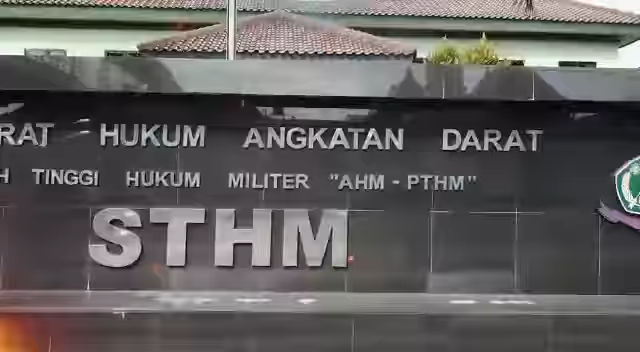 RAT HUKUM ANGKATAN DARAT
H TINGGI HUKUM MILITER "AHM - PTHM"
STHM